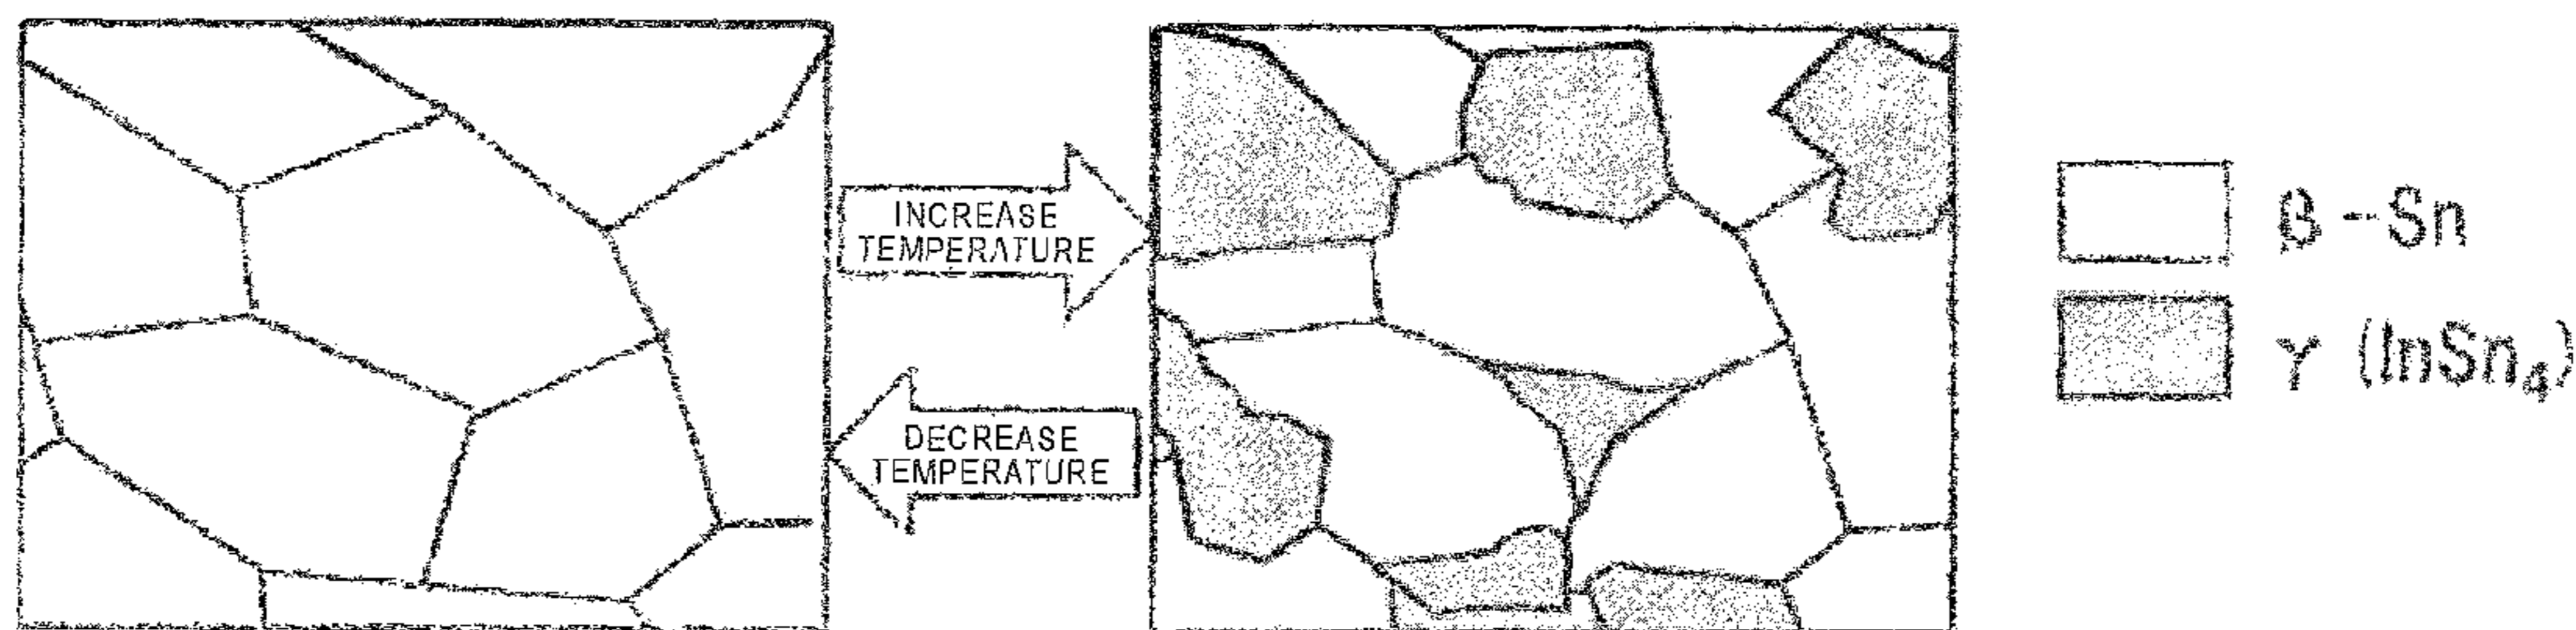 INCREASE
TEMPERATURE
DECREASE
TEMPERATURE
β - Sn
γ (InSn₄)